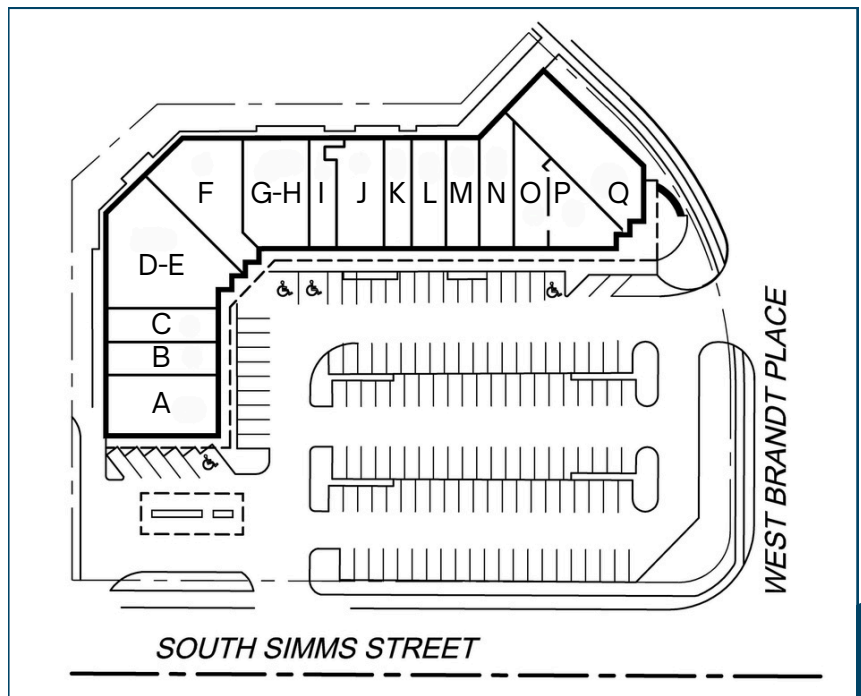 F
G-H
I
J
K
L
M
N
O
P
Q
D-E
C
B
A
WEST BRANDT PLACE
SOUTH SIMMS STREET